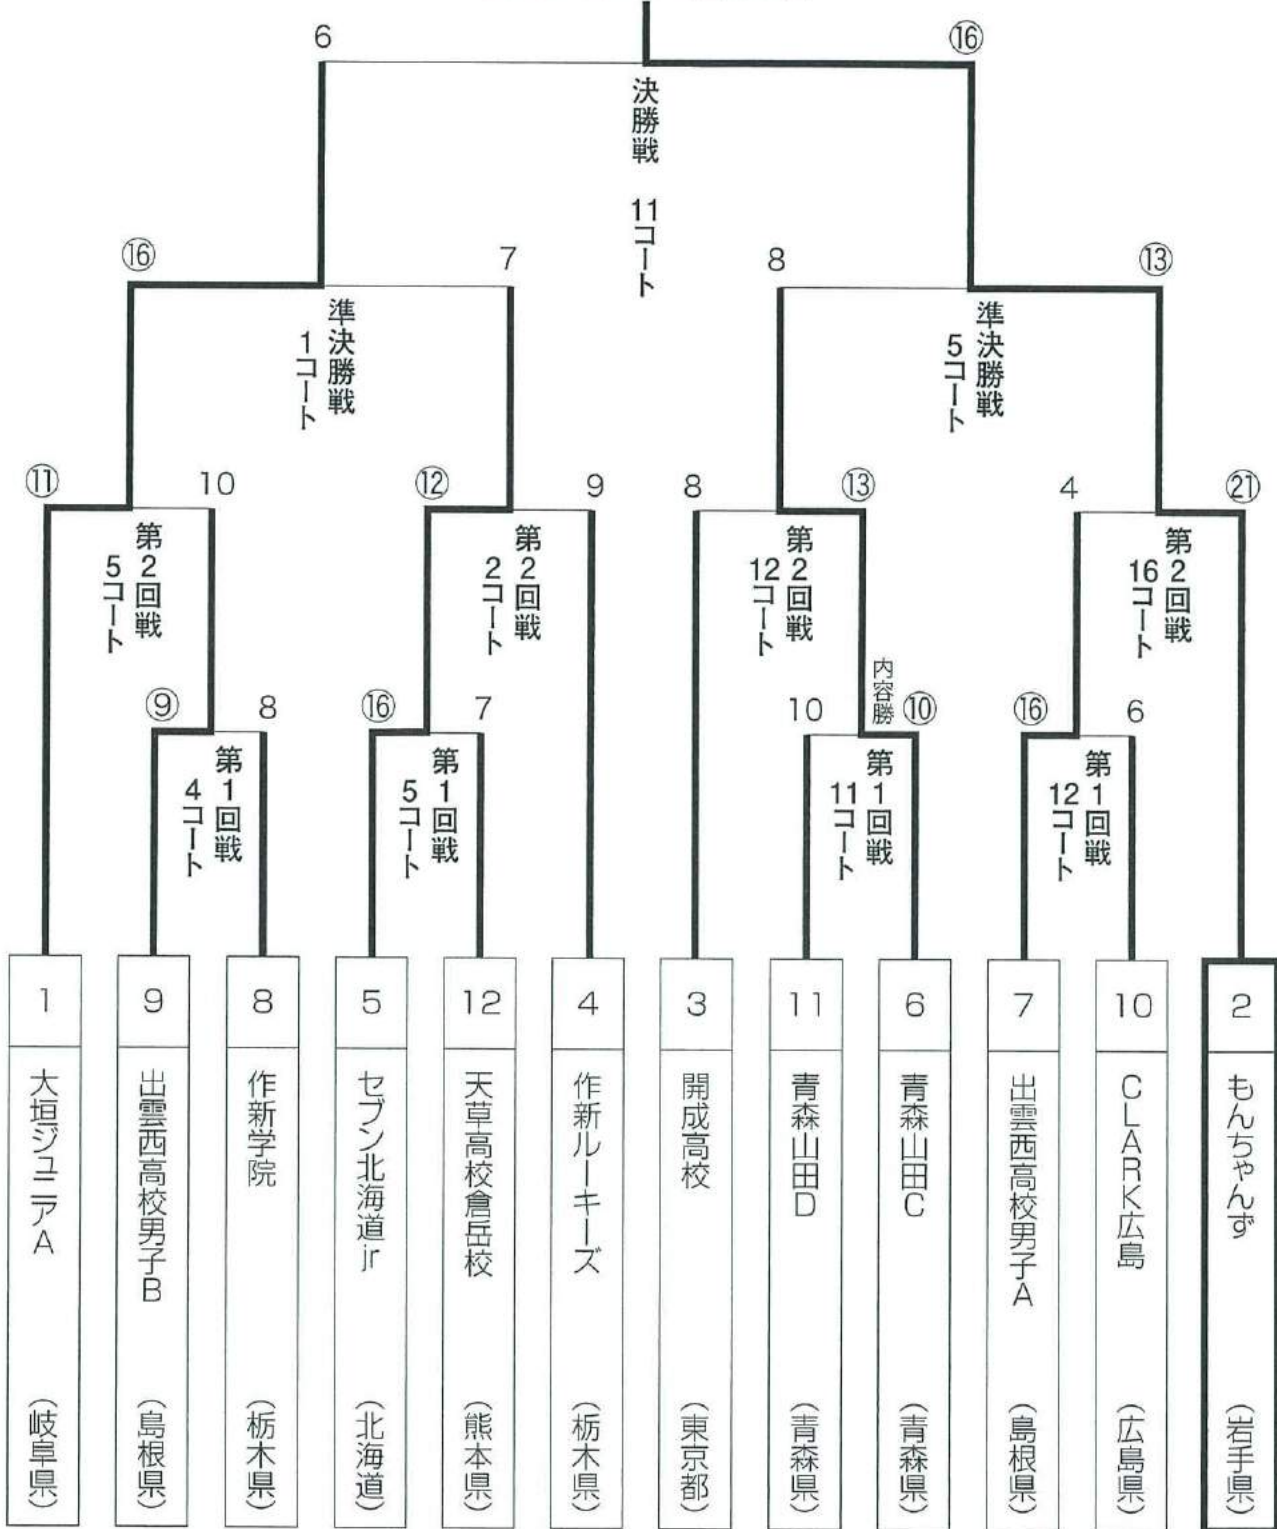 6
⑯
決勝戦
11コート
⑯
7
8
⑬
準決勝戦
1コート
準決勝戦
5コート
⑪
10
⑫
9
8
⑬
4
㉑
第2回戦
5コート
第2回戦
2コート
第2回戦
12コート
第2回戦
16コート
⑨
8
⑯
7
10
内容勝
⑩
⑯
6
第1回戦
4コート
第1回戦
5コート
第1回戦
11コート
第1回戦
12コート
1
大垣ジュニアA
(岐阜県)
9
出雲西高校男子B
(島根県)
8
作新学院
(栃木県)
5
セブン北海道jr
(北海道)
12
天草高校倉岳校
(熊本県)
4
作新ルーキーズ
(栃木県)
3
開成高校
(東京都)
11
青森山田D
(青森県)
6
青森山田C
(青森県)
7
出雲西高校男子A
(島根県)
10
CLARK広島
(広島県)
2
もんちゃんず
(岩手県)